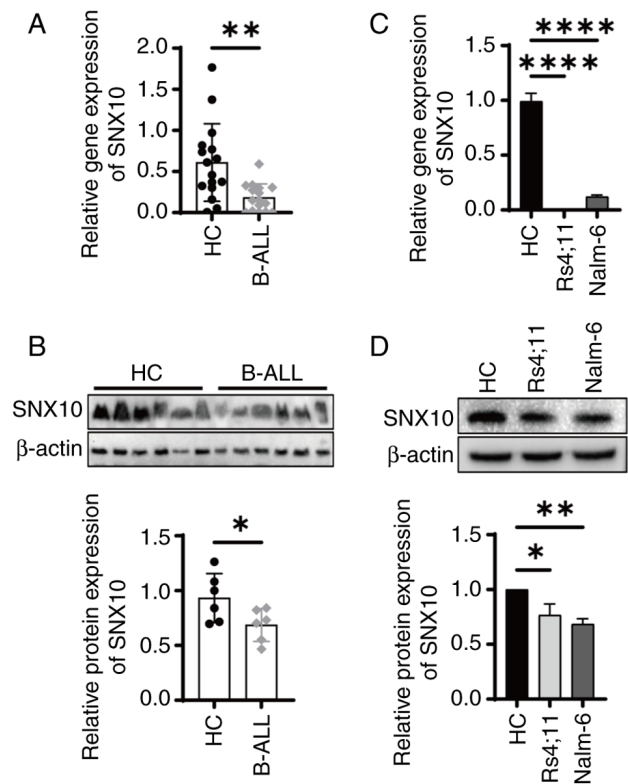 A
Relative gene expression
of SNX10
2.0
1.5
1.0
0.5
0.0
**
HC
B-ALL
C
Relative gene expression
of SNX10
1.5
1.0
0.5
0.0
****
****
HC
Rs4;11
Nalm-6
B
HC B-ALL
SNX10
β-actin
Relative protein expression
of SNX10
1.5
1.0
0.5
0.0
*
HC
B-ALL
D
HC
Rs4;11
Nalm-6
SNX10
β-actin
Relative protein expression
of SNX10
1.5
1.0
0.5
0.0
**
*
HC
Rs4;11
Nalm-6